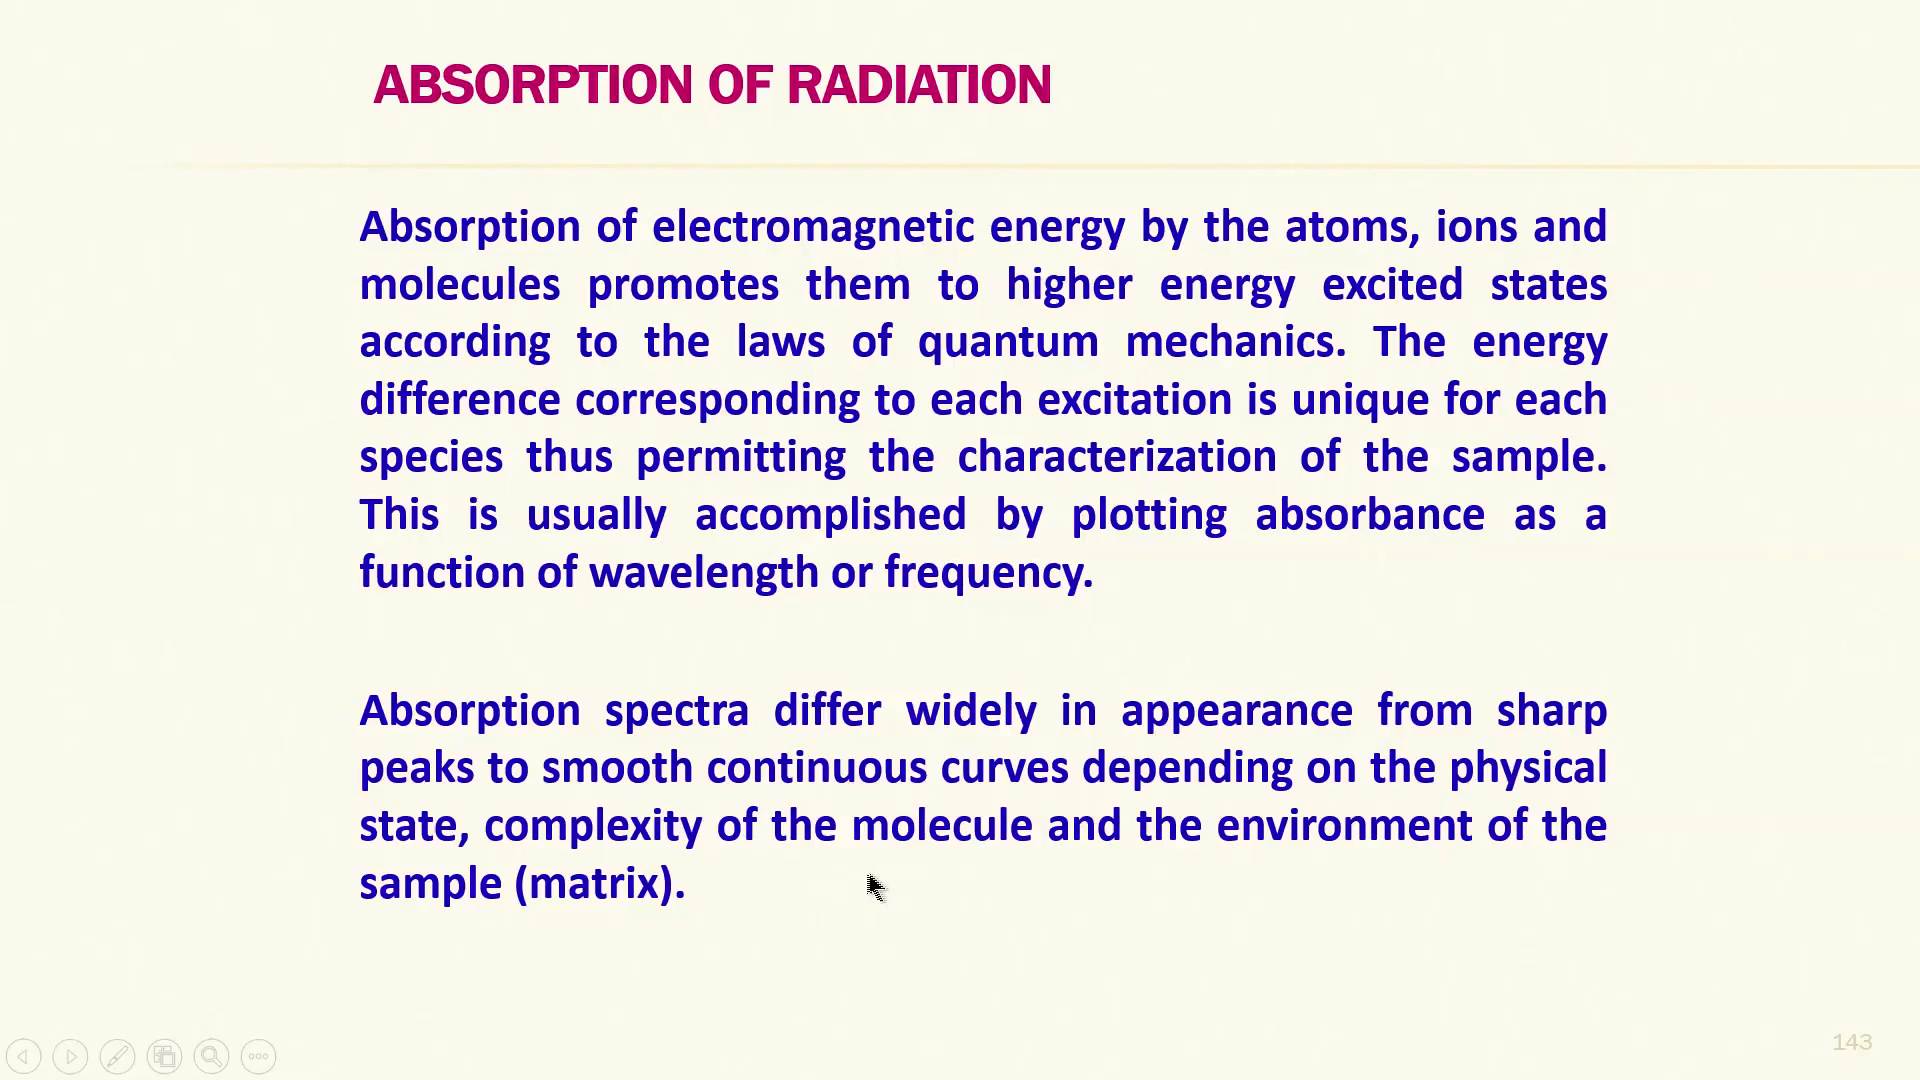 ABSORPTION OF RADIATION
Absorption of electromagnetic energy by the atoms, ions and
molecules promotes them to higher energy excited states
according to the laws of quantum mechanics. The energy
difference corresponding to each excitation is unique for each
species thus permitting the characterization of the sample.
This is usually accomplished by plotting absorbance as a
function of wavelength or frequency.
Absorption spectra differ widely in appearance from sharp
peaks to smooth continuous curves depending on the physical
state, complexity of the molecule and the environment of the
sample (matrix).
143